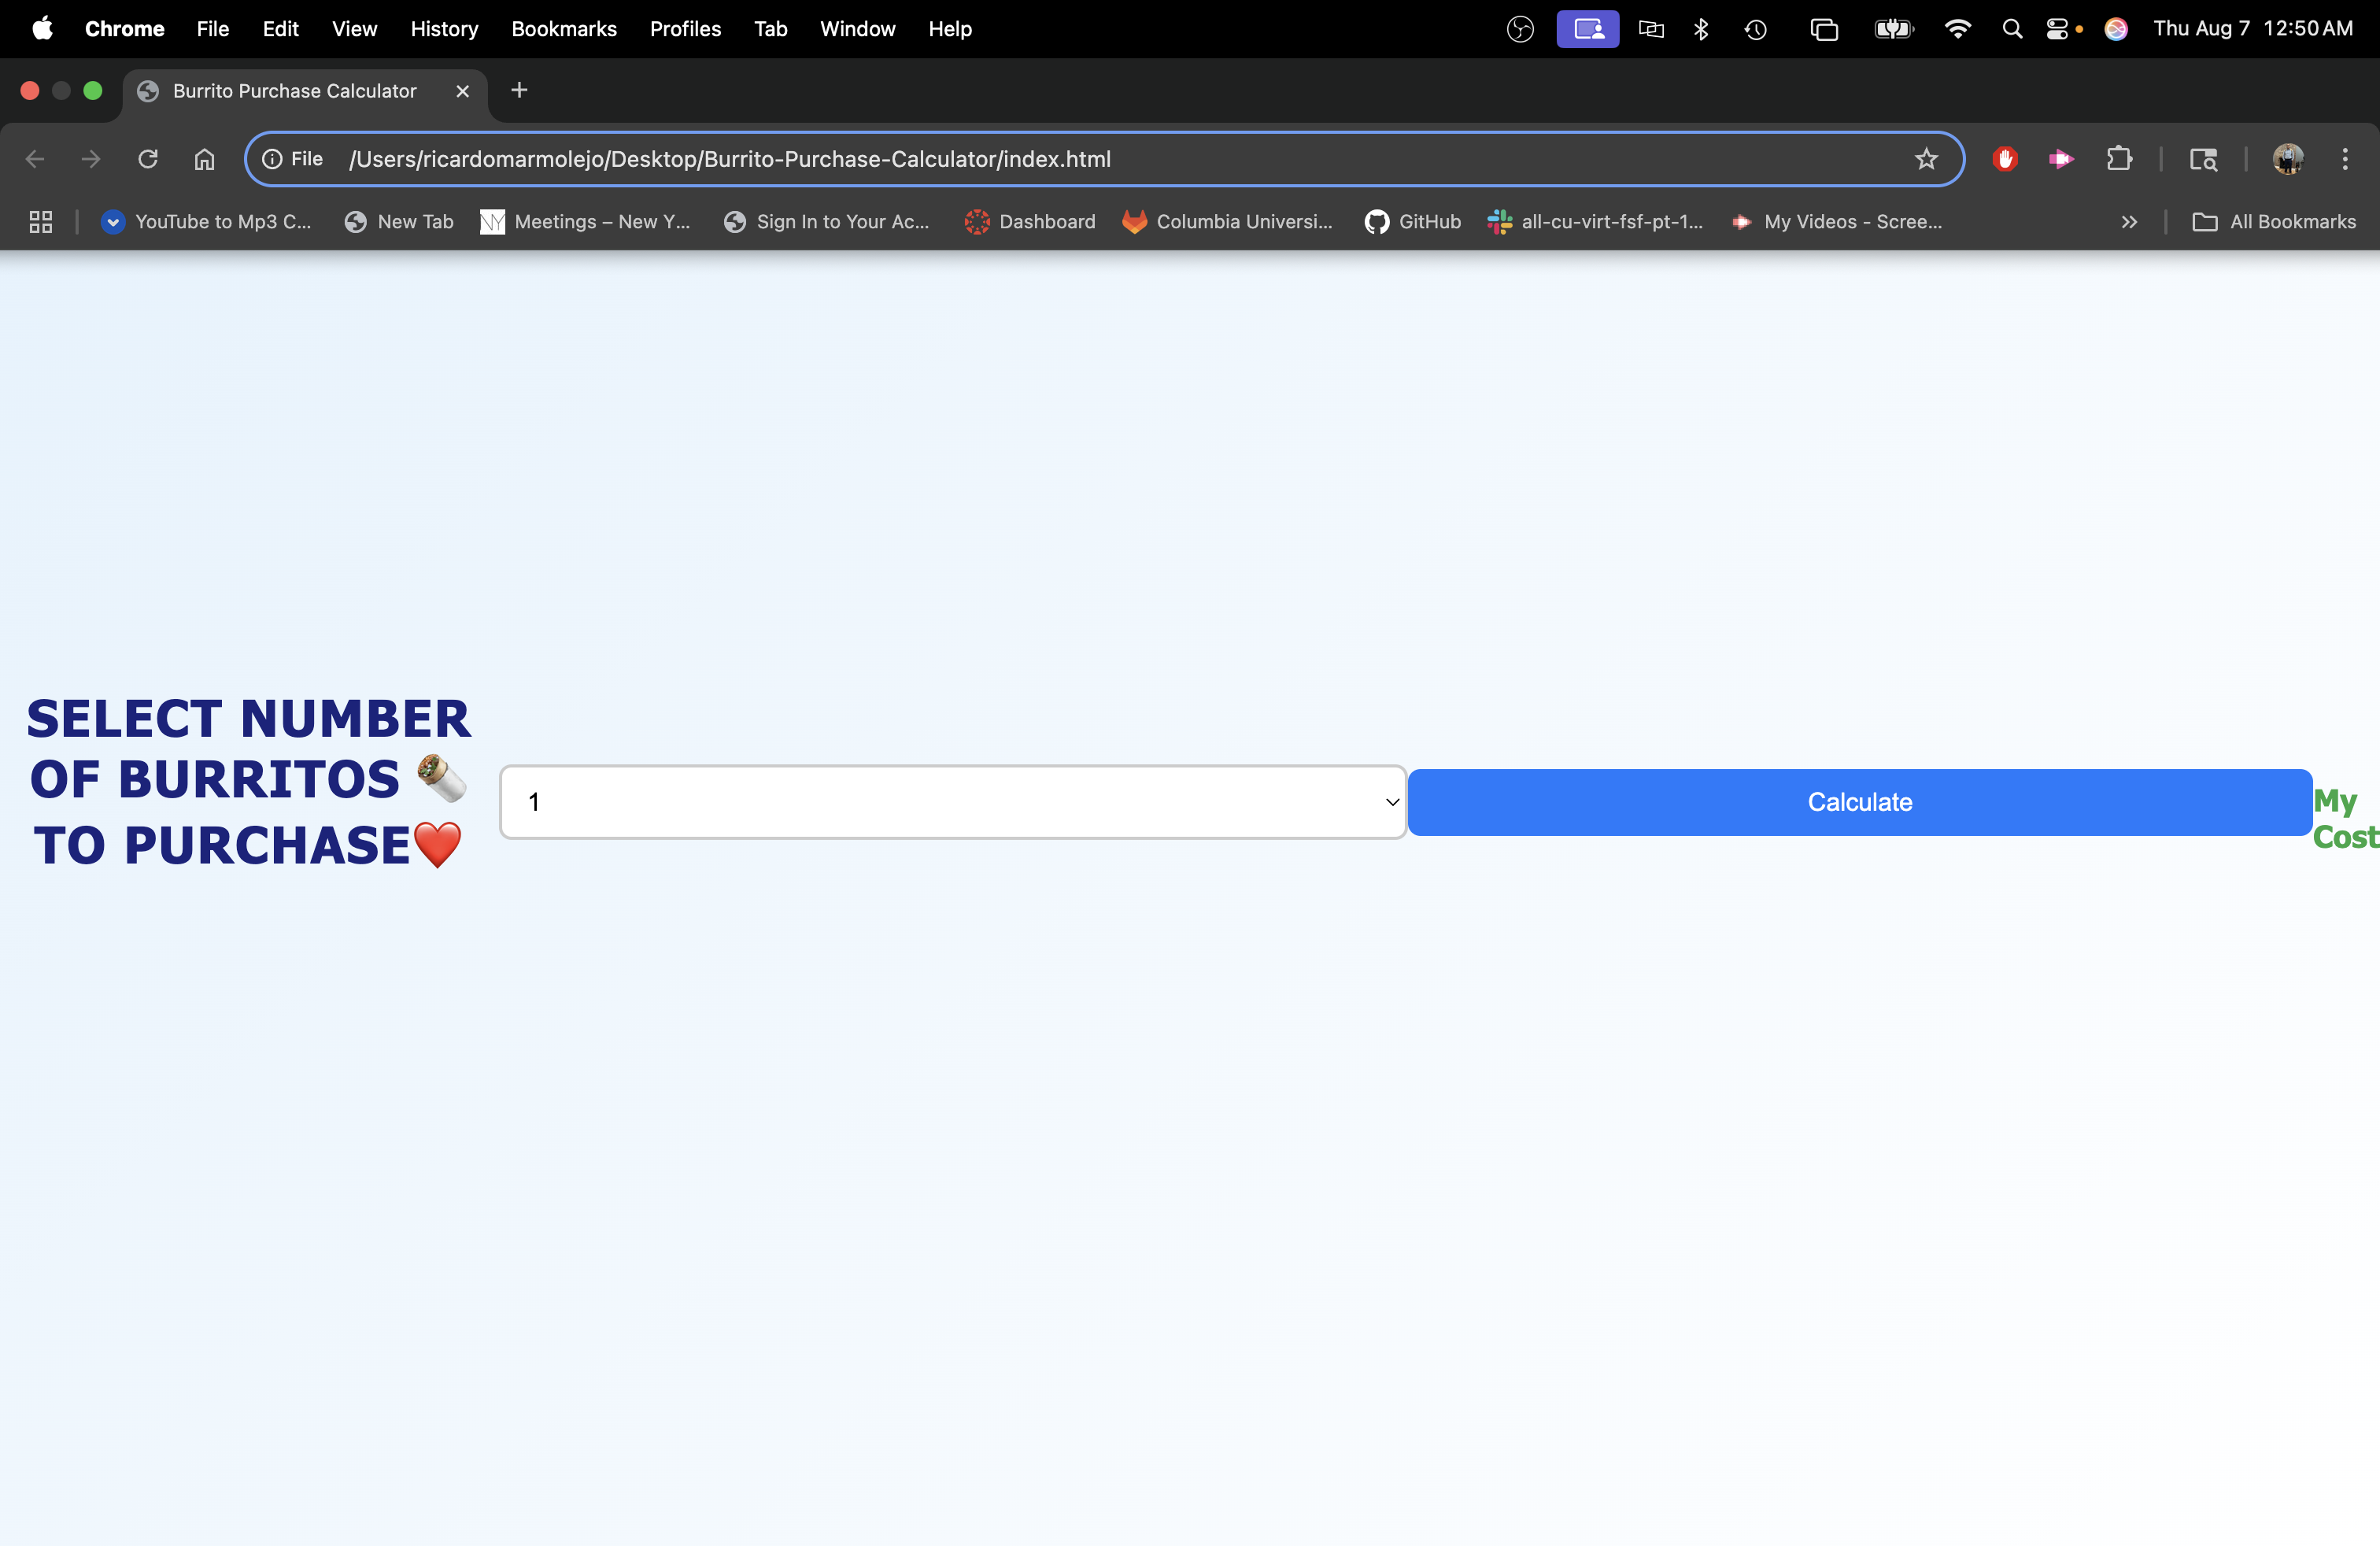 Chrome File Edit View History Bookmarks Profiles Tab Window Help Thu Aug 7 12:50 AM
Burrito Purchase Calculator
File /Users/ricardomarmolejo/Desktop/Burrito-Purchase-Calculator/index.html
YouTube to Mp3 C... New Tab NY Meetings – New Y... Sign In to Your Ac... Dashboard Columbia Universi... GitHub all-cu-virt-fsf-pt-1... My Videos - Scree... All Bookmarks
SELECT NUMBER
OF BURRITOS 🌯
TO PURCHASE❤️
1
Calculate
My
Cost